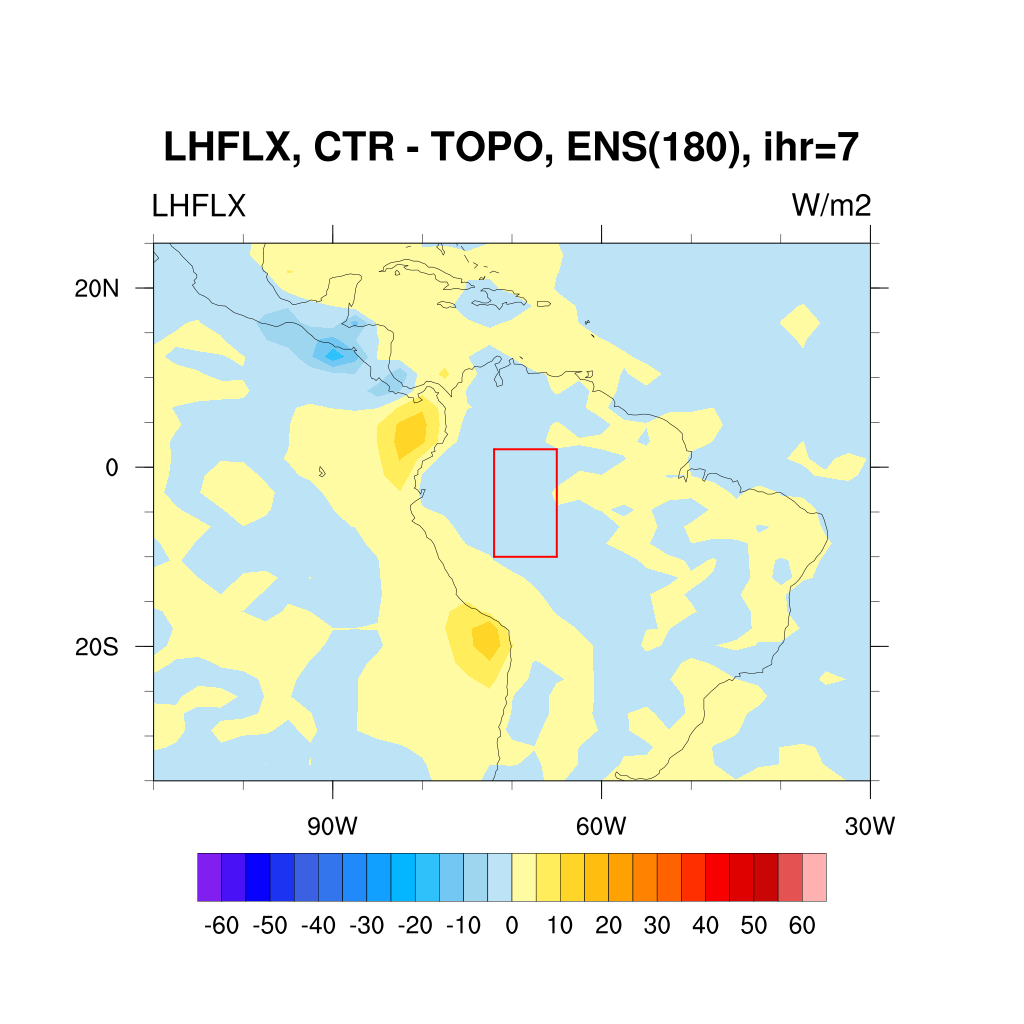 LHFLX, CTR - TOPO, ENS(180), ihr=7
LHFLX W/m2
20N
0
20S
90W 60W 30W
-60 -50 -40 -30 -20 -10 0 10 20 30 40 50 60